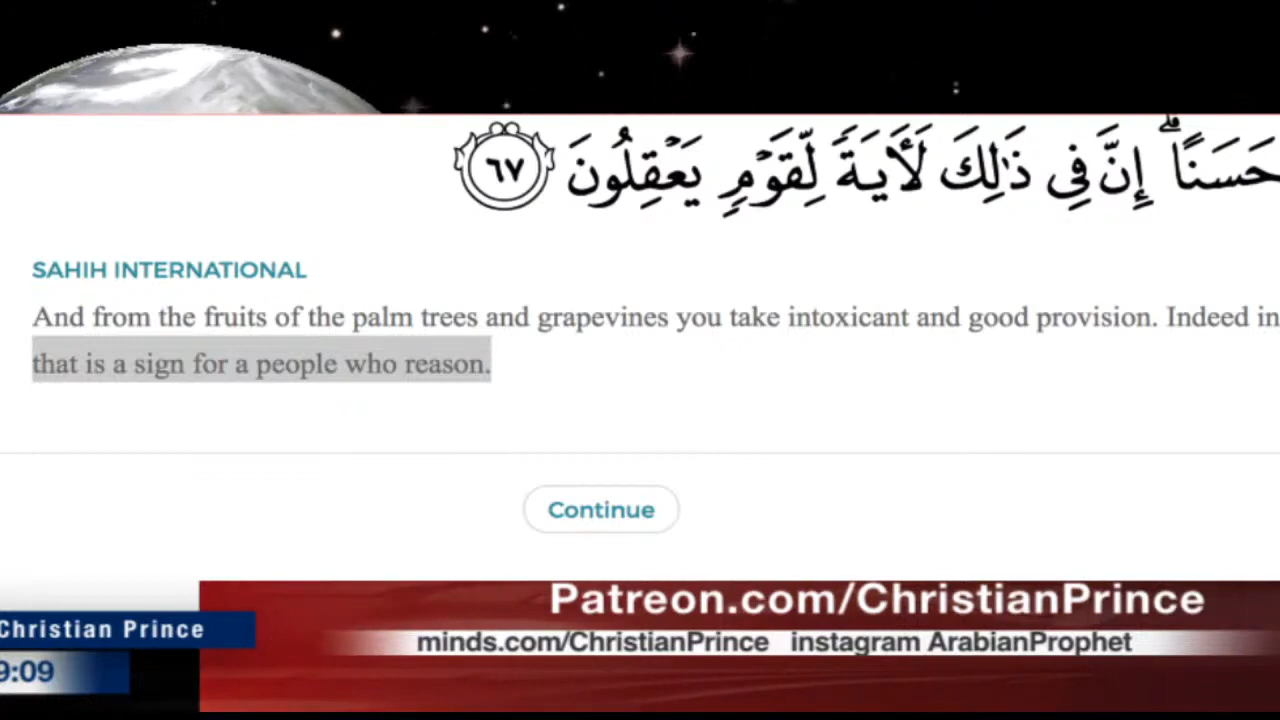 حَسَنًا ۗ إِنَّ فِي ذَٰلِكَ لَآيَةً لِّقَوْمٍ يَعْقِلُونَ ٦٧
SAHIH INTERNATIONAL
And from the fruits of the palm trees and grapevines you take intoxicant and good provision. Indeed in
that is a sign for a people who reason.
Continue
Patreon.com/ChristianPrince
Christian Prince
minds.com/ChristianPrince instagram ArabianProphet
9:09